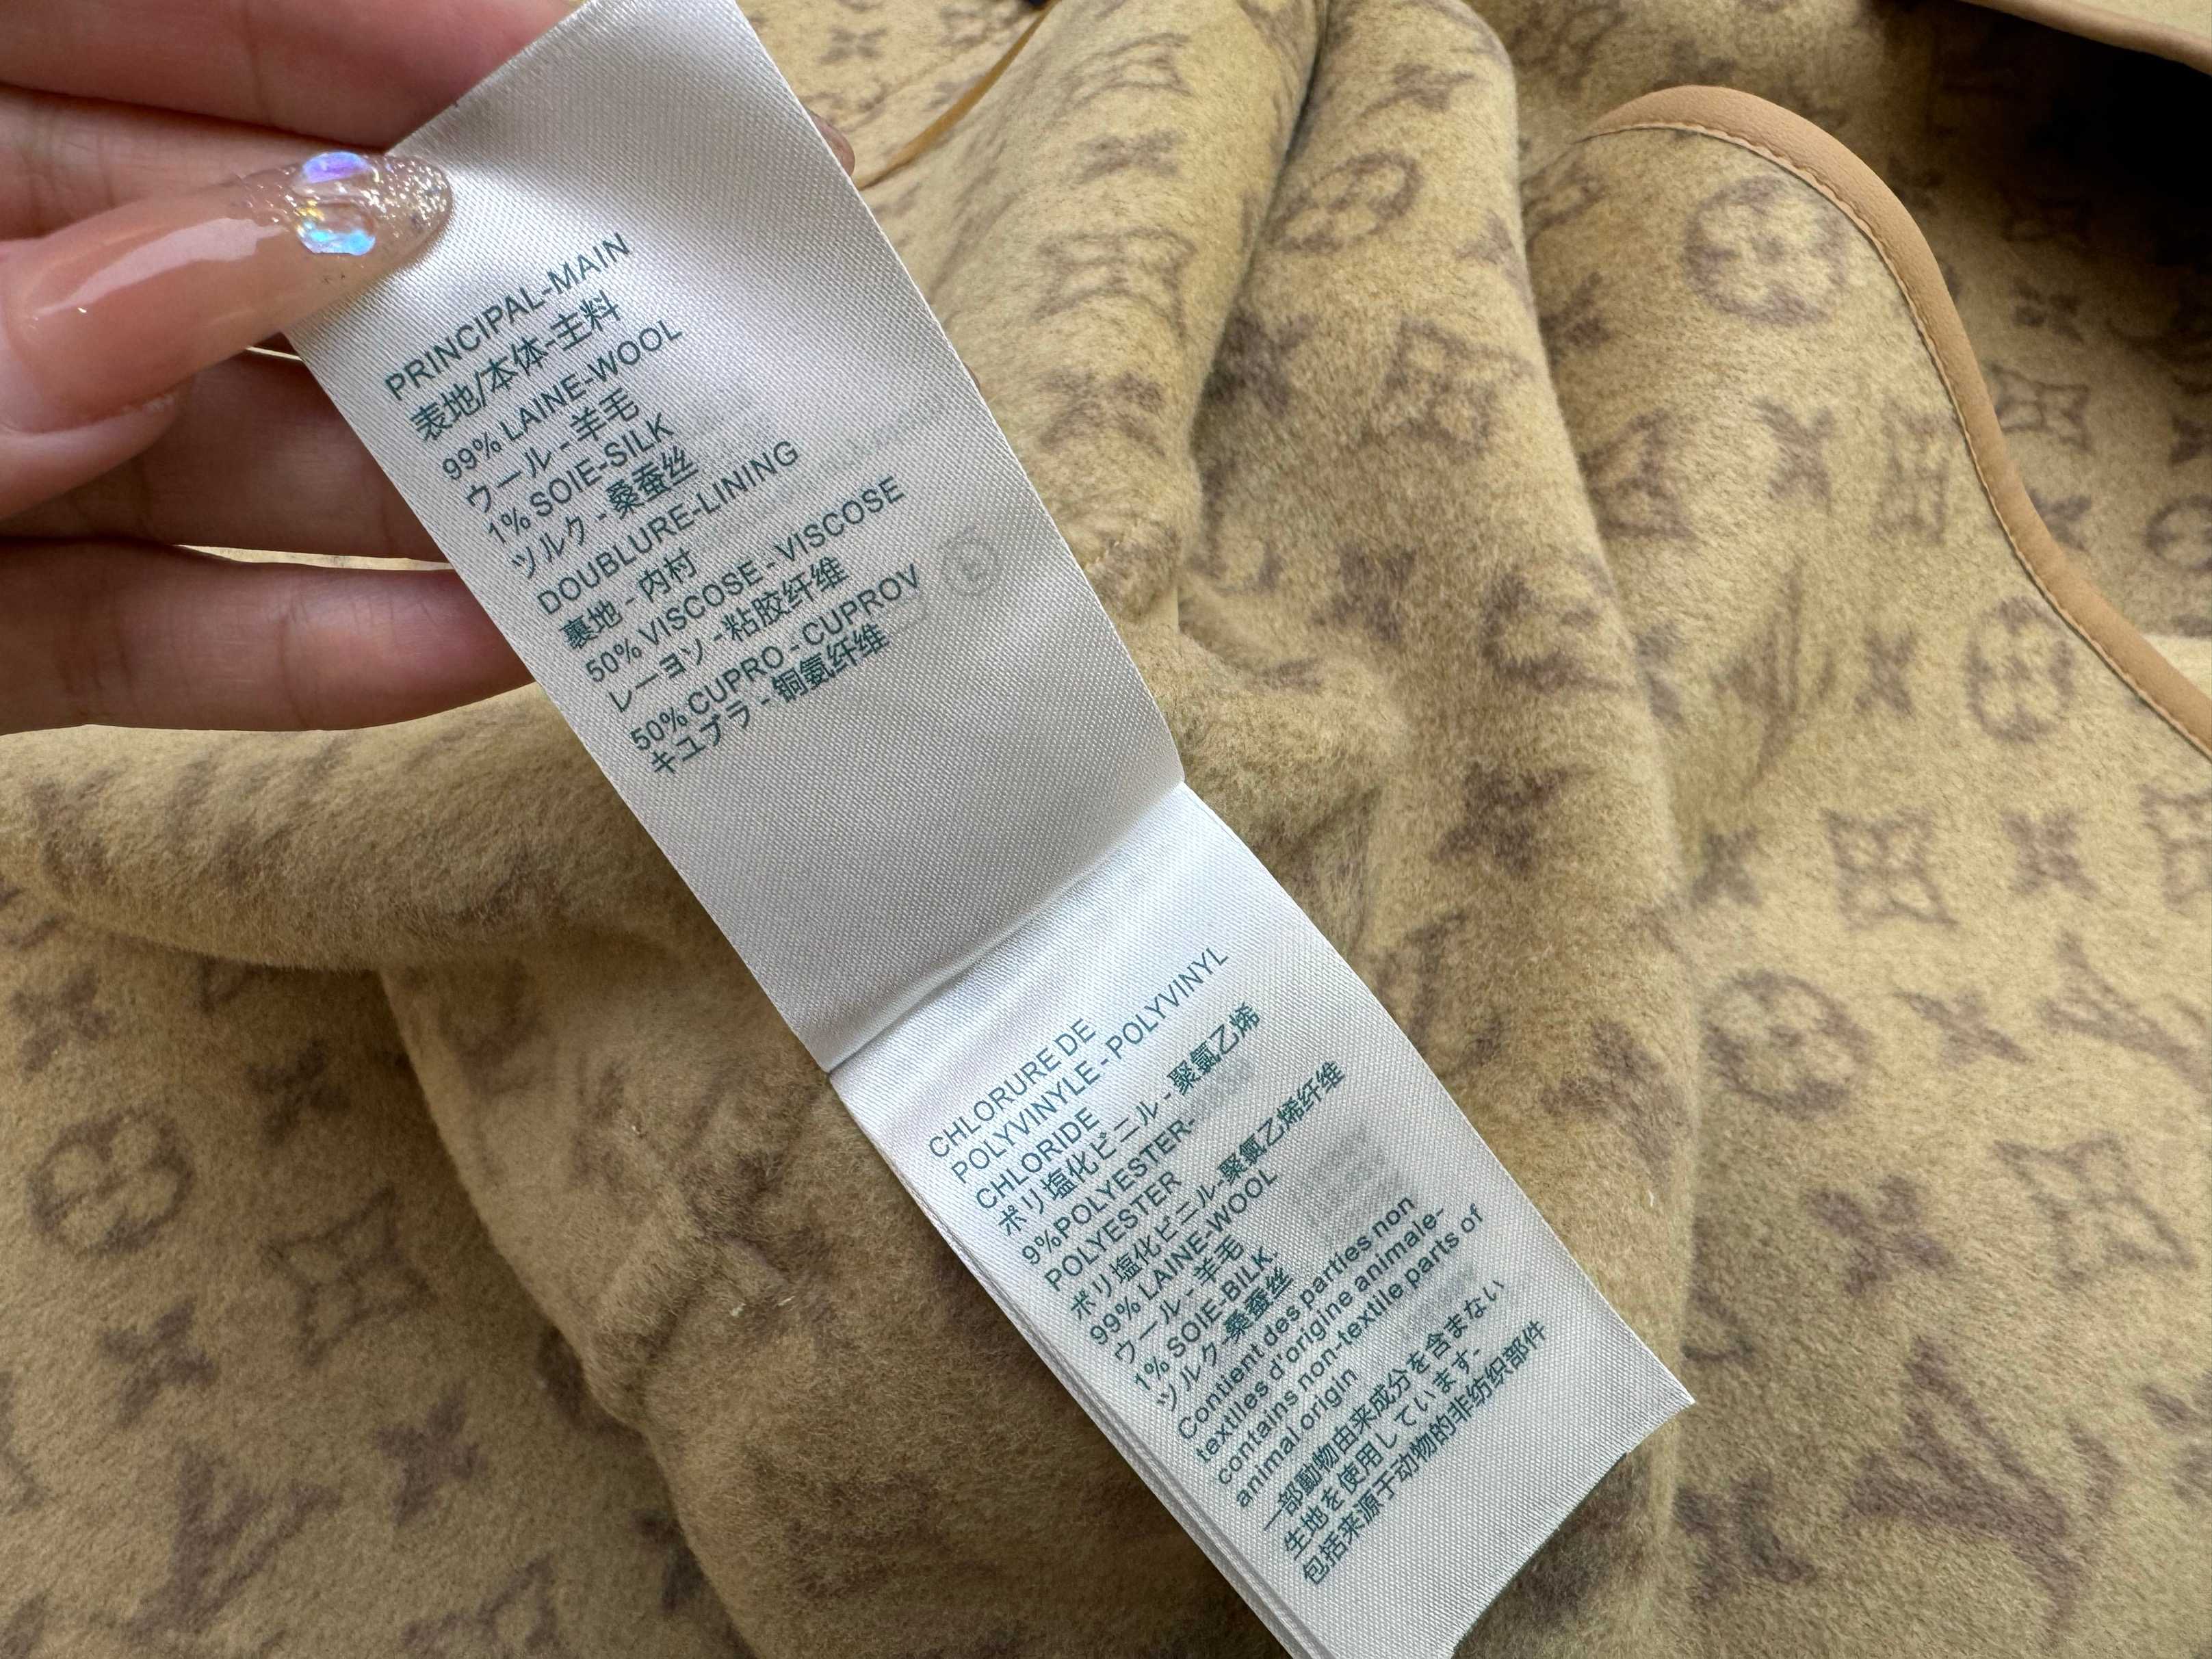 PRINCIPAL-MAIN
表地/本体-主料
99% LAINE-WOOL
ウール-羊毛
1% SOIE-SILK
ツルク - 桑蚕丝
DOUBLURE-LINING
裏地 - 内村
50% VISCOSE - VISCOSE
レーヨソ - 粘胶纤维
50% CUPRO - CUPROV
キユプラ - 铜氨纤维
CHLORURE DE
POLYVINYLE - POLYVINYL
CHLORIDE
ポリ塩化ビニル - 聚氯乙烯
9%POLYESTER-
POLYESTER
ポリ塩化ビニル-聚氯乙烯纤维
99% LAINE-WOOL
ウール - 羊毛
1% SOIE-BILK.
ツルク-桑蚕丝
Contient des parties non
textiles d'origine animale-
contains non-textile parts of
animal origin
一部動物由来成分を含まない
生地を使用しています-
包括来源于动物的非纺织部件